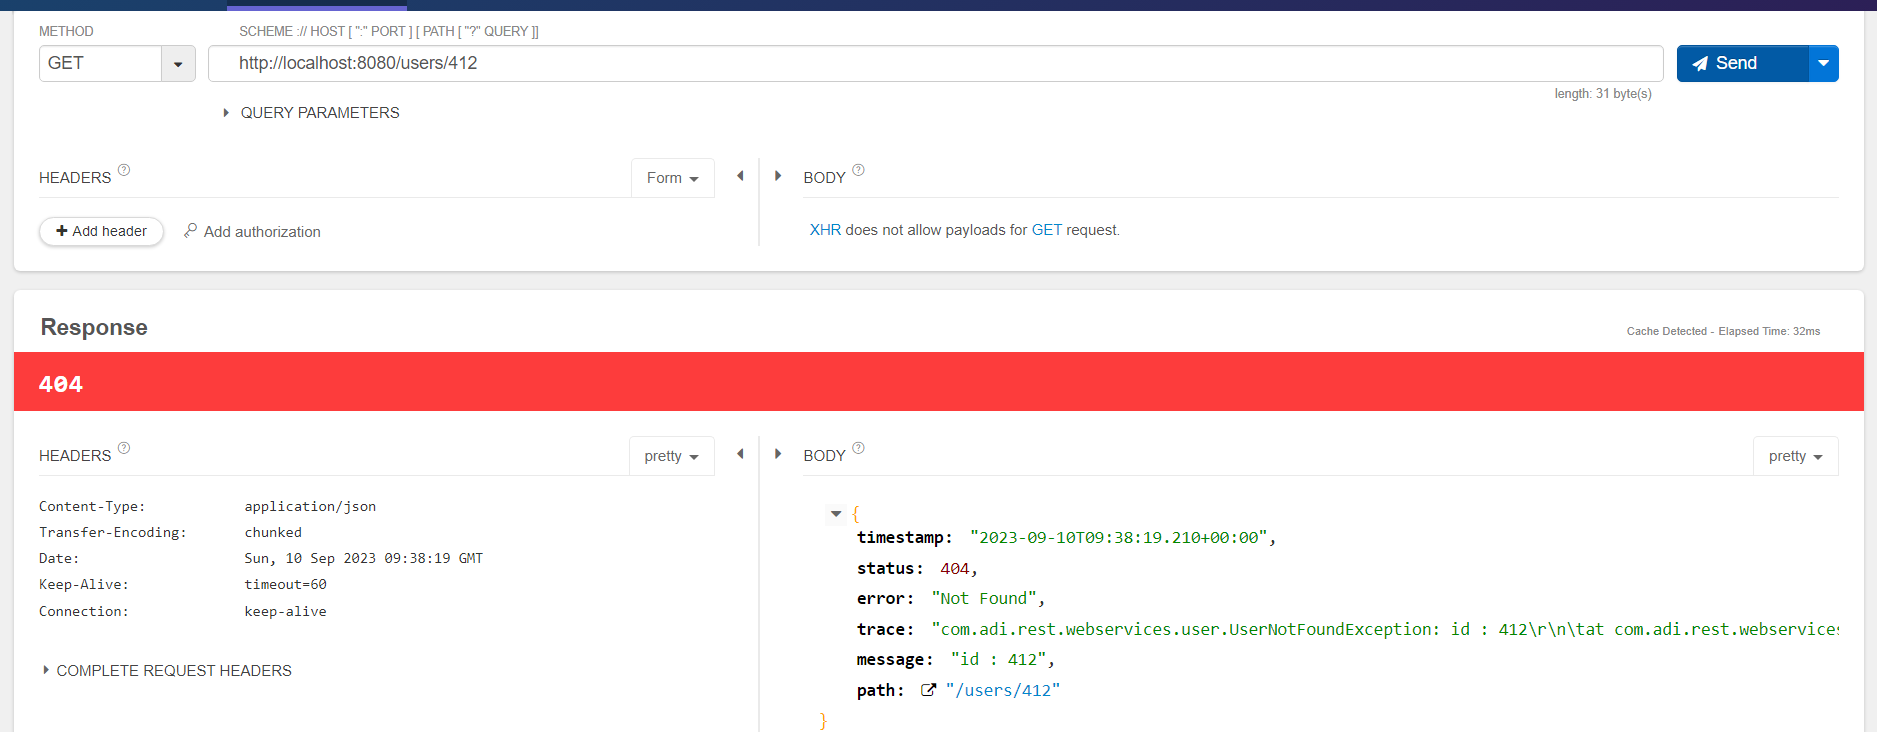 METHOD
SCHEME :// HOST [ ":" PORT ] [ PATH [ "?" QUERY ]]
GET
http://localhost:8080/users/412
Send
length: 31 byte(s)
QUERY PARAMETERS
HEADERS ?
Form
BODY ?
Add header
Add authorization
XHR does not allow payloads for GET request.
Response
Cache Detected - Elapsed Time: 32ms
404
HEADERS ?
pretty
BODY ?
pretty
Content-Type: application/json
Transfer-Encoding: chunked
Date: Sun, 10 Sep 2023 09:38:19 GMT
Keep-Alive: timeout=60
Connection: keep-alive
COMPLETE REQUEST HEADERS
{
timestamp: "2023-09-10T09:38:19.210+00:00",
status: 404,
error: "Not Found",
trace: "com.adi.rest.webservices.user.UserNotFoundException: id : 412\r\n\tat com.adi.rest.webservices
message: "id : 412",
path: "/users/412"
}